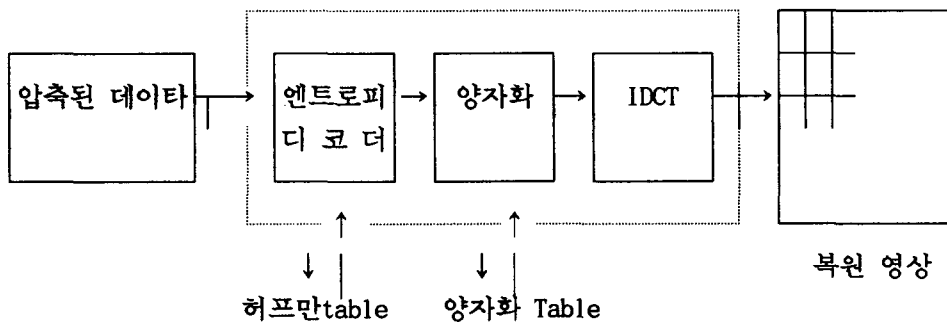 압축된 데이타
엔트로피
디 코 더
양자화
IDCT
복원 영상
허프만table
양자화 Table